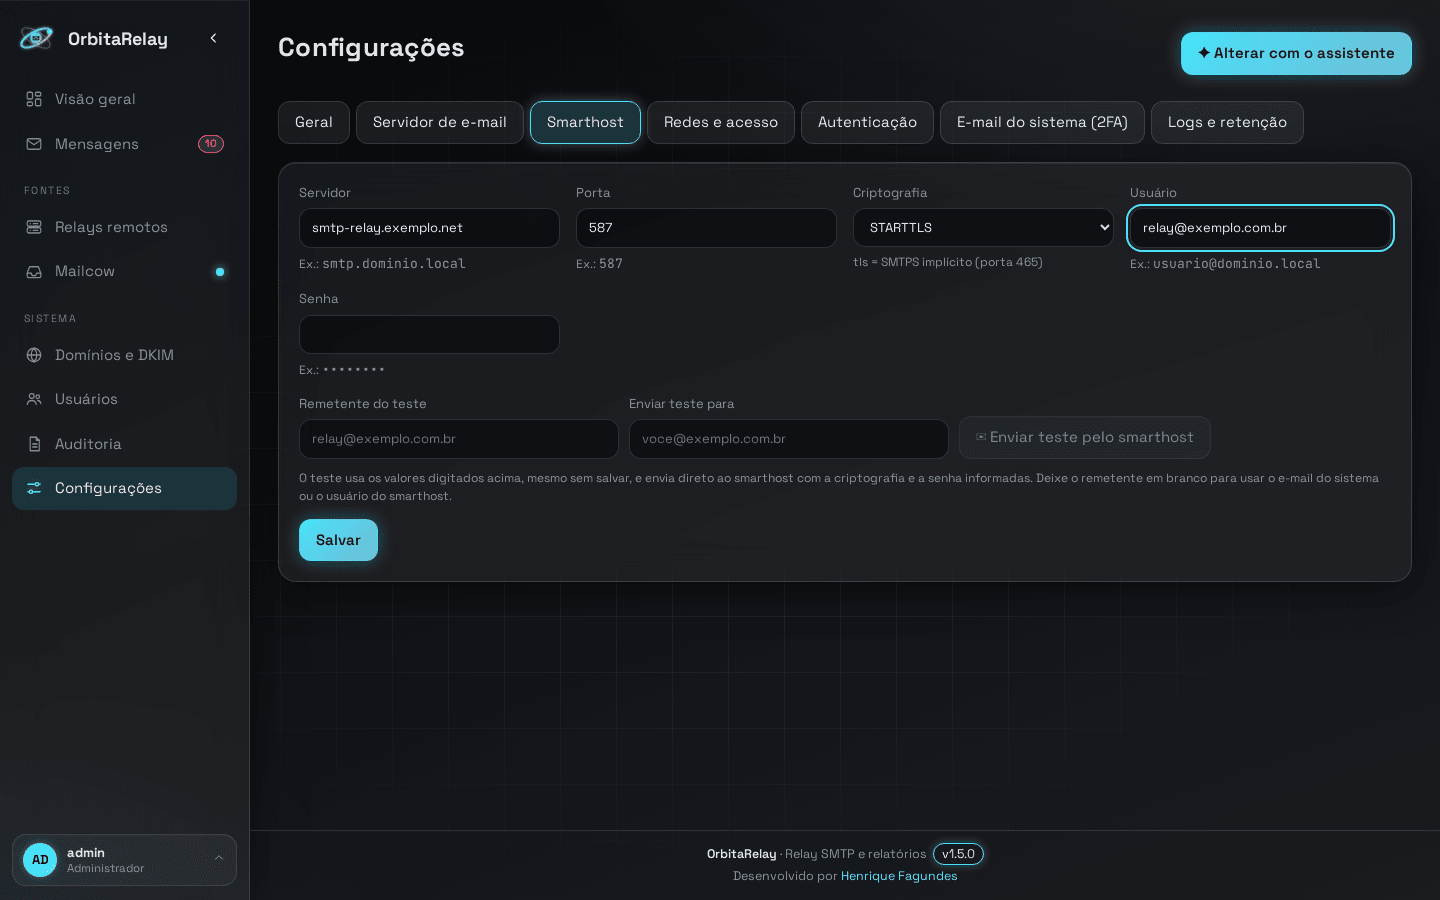 OrbitaRelay
Visão geral
Mensagens 10
FONTES
Relays remotos
Mailcow
SISTEMA
Domínios e DKIM
Usuários
Auditoria
Configurações
AD admin
Administrador
Configurações
✦ Alterar com o assistente
Geral Servidor de e-mail Smarthost Redes e acesso Autenticação E-mail do sistema (2FA) Logs e retenção
Servidor Porta Criptografia Usuário
smtp-relay.exemplo.net 587 STARTTLS relay@exemplo.com.br
Ex.: smtp.dominio.local Ex.: 587 tls = SMTPS implícito (porta 465) Ex.: usuario@dominio.local
Senha
Ex.: ••••••••
Remetente do teste Enviar teste para
relay@exemplo.com.br voce@exemplo.com.br ✉ Enviar teste pelo smarthost
O teste usa os valores digitados acima, mesmo sem salvar, e envia direto ao smarthost com a criptografia e a senha informadas. Deixe o remetente em branco para usar o e-mail do sistema
ou o usuário do smarthost.
Salvar
OrbitaRelay · Relay SMTP e relatórios v1.5.0
Desenvolvido por Henrique Fagundes